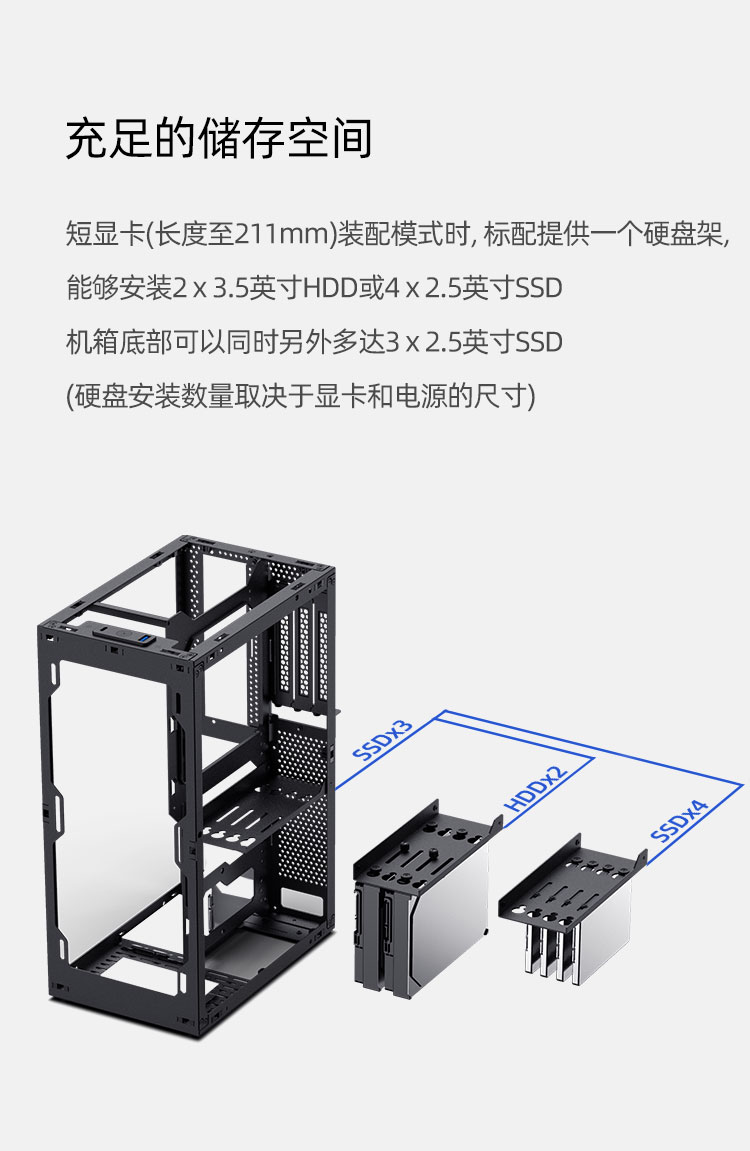 充足的储存空间
短显卡(长度至211mm)装配模式时, 标配提供一个硬盘架,
能够安装2 x 3.5英寸HDD或4 x 2.5英寸SSD
机箱底部可以同时另外多达3 x 2.5英寸SSD
(硬盘安装数量取决于显卡和电源的尺寸)
SSDx3
HDDx2
SSDx4